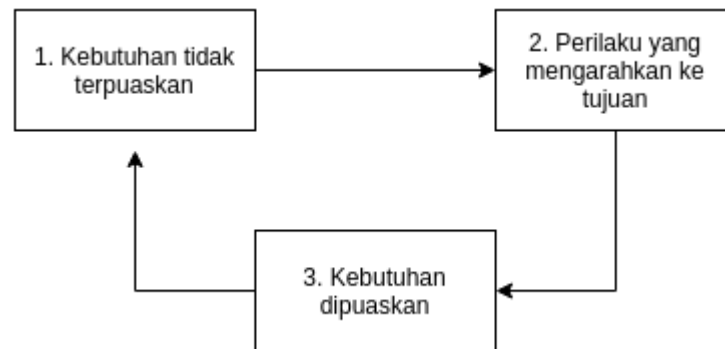 1. Kebutuhan tidak
terpuaskan
2. Perilaku yang
mengarahkan ke
tujuan
3. Kebutuhan
dipuaskan